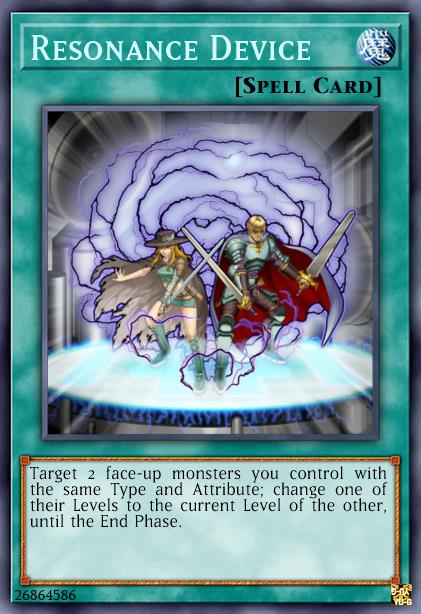 Resonance Device
魔
[Spell Card]
Target 2 face-up monsters you control with
the same Type and Attribute; change one of
their Levels to the current Level of the other,
until the End Phase.
26864586